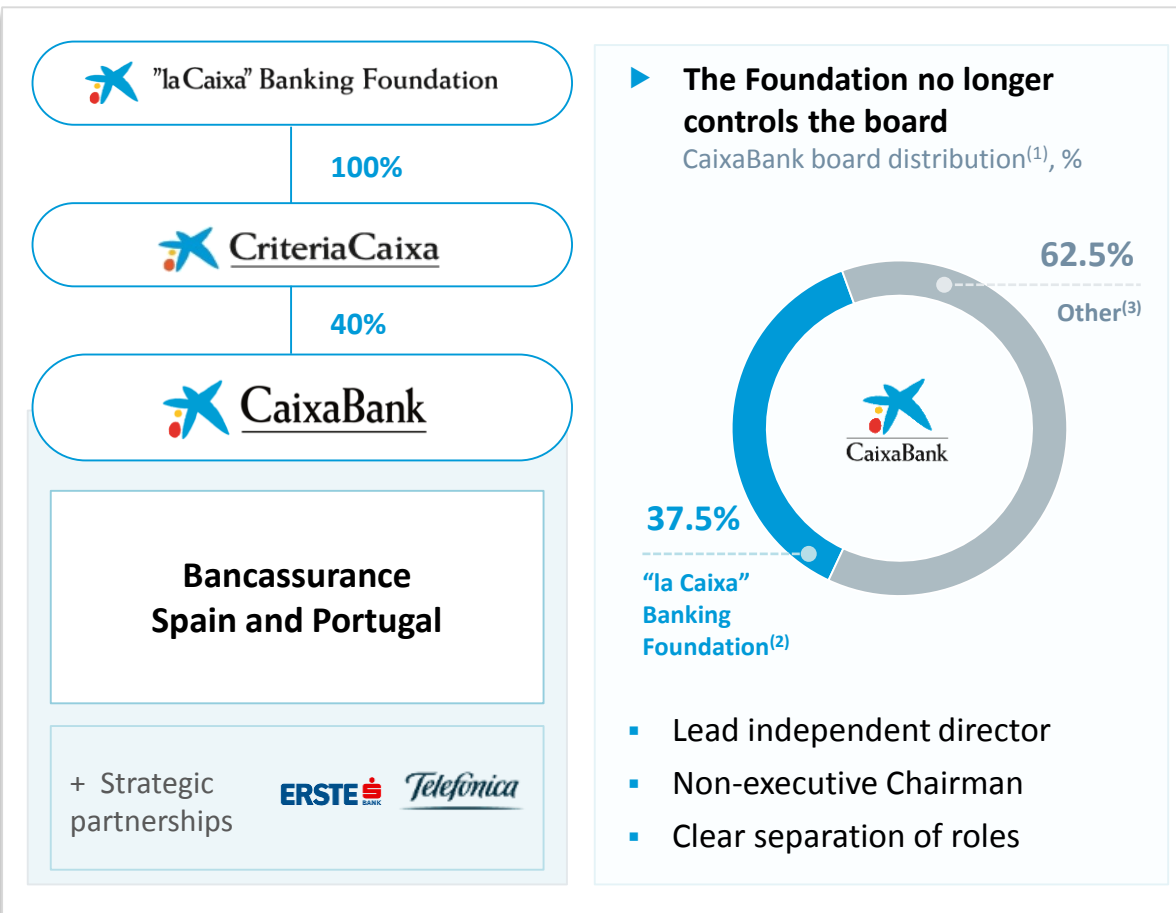 "la Caixa" Banking Foundation
100%
CriteriaCaixa
40%
CaixaBank
Bancassurance
Spain and Portugal
+ Strategic
partnerships
ERSTE
BANK
Telefónica
The Foundation no longer
controls the board
CaixaBank board distribution(1), %
62.5%
Other(3)
CaixaBank
37.5%
“la Caixa”
Banking
Foundation(2)
Lead independent director
Non-executive Chairman
Clear separation of roles